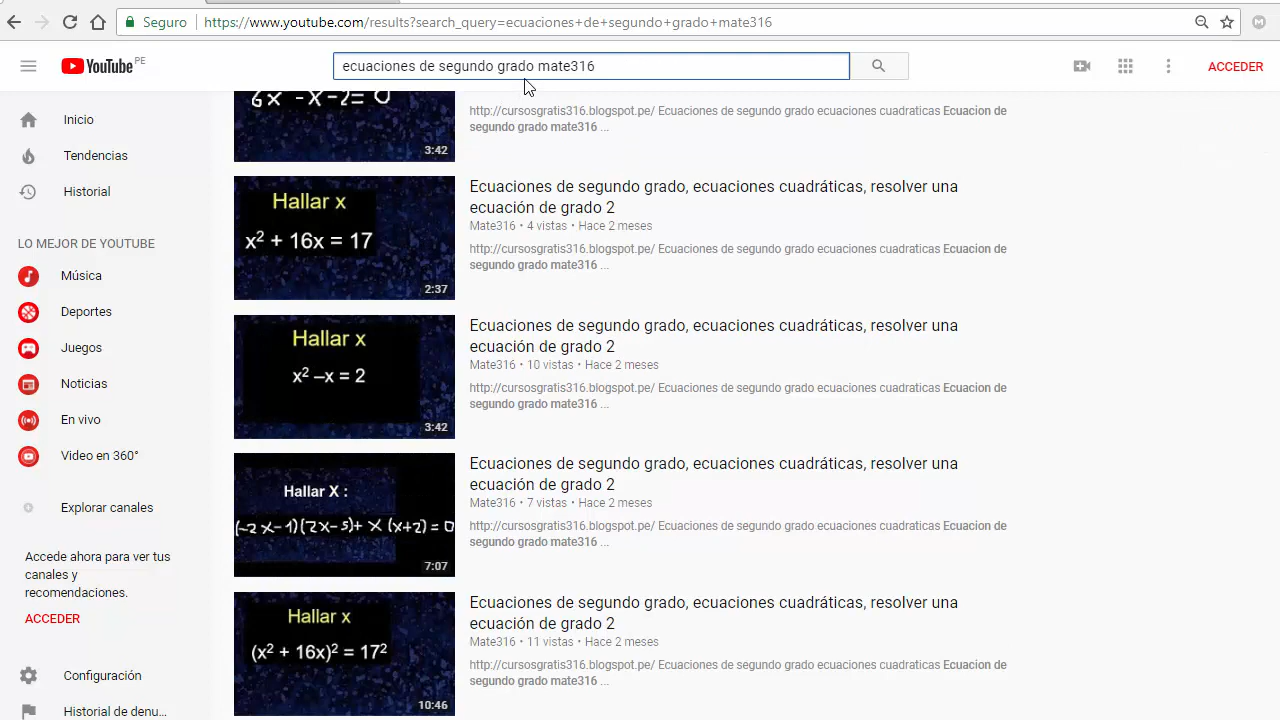 Seguro
https://www.youtube.com/results?search_query=ecuaciones+de+segundo+grado+mate316
YouTube PE
ecuaciones de segundo grado mate316
ACCEDER
Inicio
Tendencias
Historial
LO MEJOR DE YOUTUBE
Música
Deportes
Juegos
Noticias
En vivo
Video en 360°
Explorar canales
Accede ahora para ver tus
canales y
recomendaciones.
ACCEDER
Configuración
Historial de denu...
6x -x-2=0
3:42
http://cursosgratis316.blogspot.pe/ Ecuaciones de segundo grado ecuaciones cuadraticas Ecuacion de
segundo grado mate316 ...
Hallar x
x² + 16x = 17
2:37
Ecuaciones de segundo grado, ecuaciones cuadráticas, resolver una
ecuación de grado 2
Mate316 • 4 vistas • Hace 2 meses
http://cursosgratis316.blogspot.pe/ Ecuaciones de segundo grado ecuaciones cuadraticas Ecuacion de
segundo grado mate316 ...
Hallar x
x² –x = 2
3:42
Ecuaciones de segundo grado, ecuaciones cuadráticas, resolver una
ecuación de grado 2
Mate316 • 10 vistas • Hace 2 meses
http://cursosgratis316.blogspot.pe/ Ecuaciones de segundo grado ecuaciones cuadraticas Ecuacion de
segundo grado mate316 ...
Hallar X :
(-2x-1)(2x-5)+ x (x+2) = 0
7:07
Ecuaciones de segundo grado, ecuaciones cuadráticas, resolver una
ecuación de grado 2
Mate316 • 7 vistas • Hace 2 meses
http://cursosgratis316.blogspot.pe/ Ecuaciones de segundo grado ecuaciones cuadraticas Ecuacion de
segundo grado mate316 ...
Hallar x
(x² + 16x)² = 17²
10:46
Ecuaciones de segundo grado, ecuaciones cuadráticas, resolver una
ecuación de grado 2
Mate316 • 11 vistas • Hace 2 meses
http://cursosgratis316.blogspot.pe/ Ecuaciones de segundo grado ecuaciones cuadraticas Ecuacion de
segundo grado mate316 ...